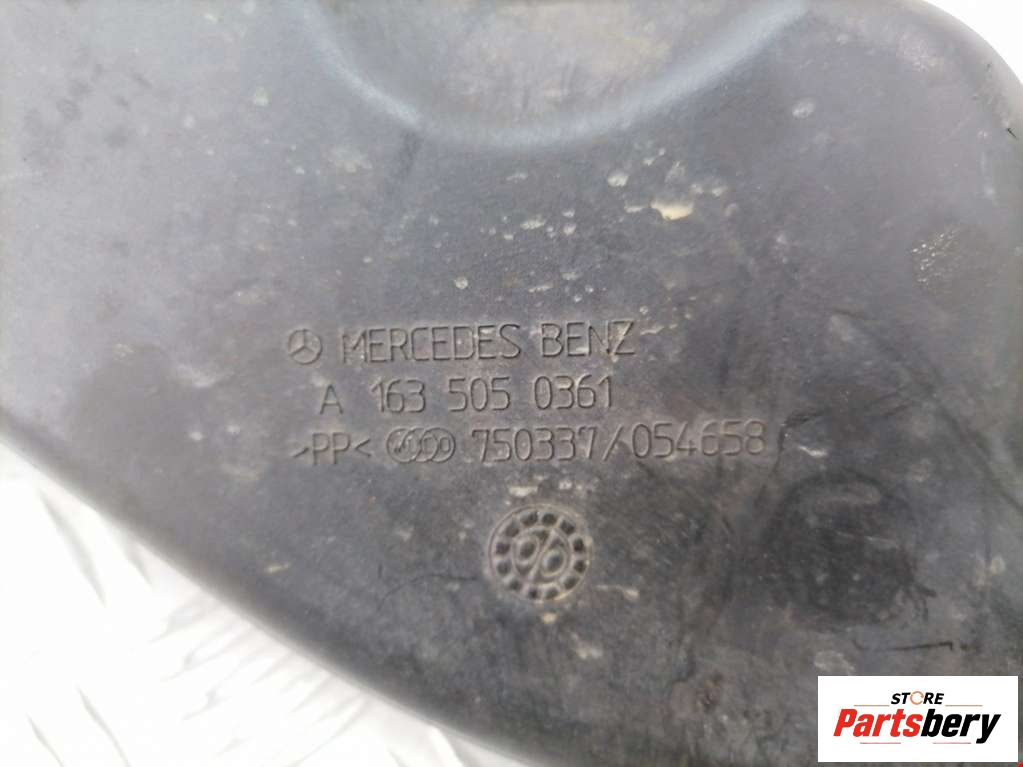 MERCEDES BENZ
A 163 505 0361
>PP< 750337/054658
STORE
Partsbery